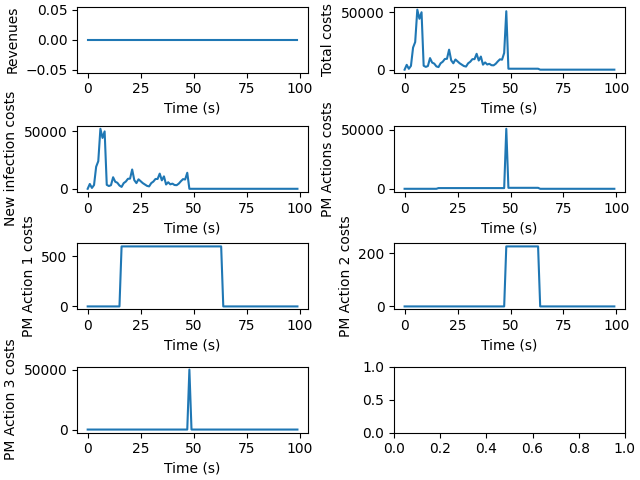 Revenues
0.05
0.00
−0.05
0 25 50 75 100
Time (s)
Total costs
50000
0
0 25 50 75 100
Time (s)
New infection costs
50000
0
0 25 50 75 100
Time (s)
PM Actions costs
50000
0
0 25 50 75 100
Time (s)
PM Action 1 costs
500
0
0 25 50 75 100
Time (s)
PM Action 2 costs
200
0
0 25 50 75 100
Time (s)
PM Action 3 costs
50000
0
0 25 50 75 100
Time (s)
1.0
0.5
0.0
0.0 0.2 0.4 0.6 0.8 1.0